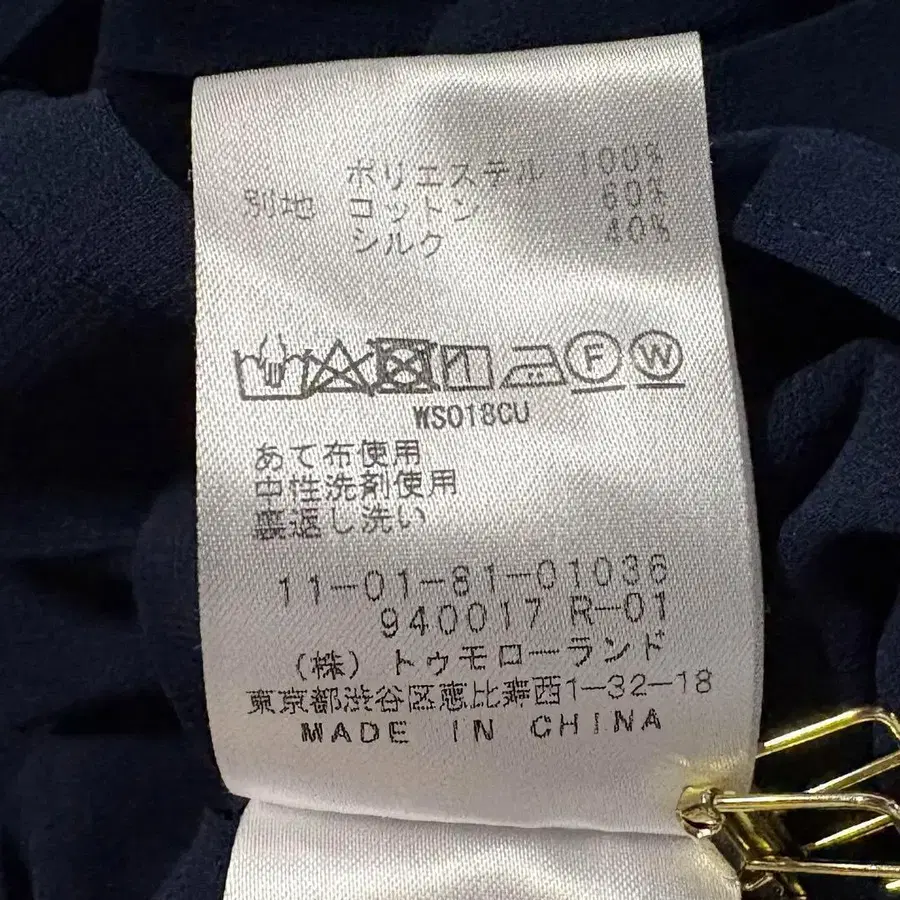 ポリエステル 100%
別地 コットン 60%
シルク 40%
F W
WS018CU
あて布使用
中性洗剤使用
裏返し洗い
11-01-81-01036
940017 R-01
(株) トゥモローランド
東京都渋谷区恵比寿西1-32-18
MADE IN CHINA